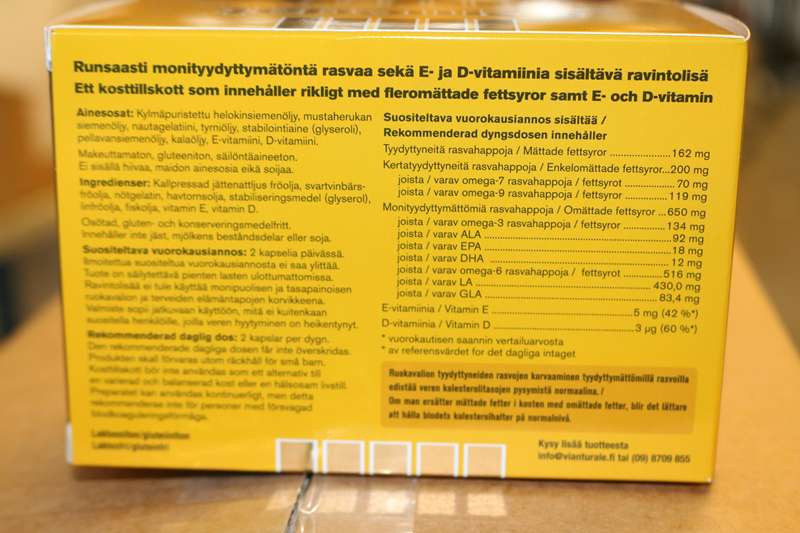 Runsaasti monityydyttymätöntä rasvaa sekä E- ja D-vitamiinia sisältävä ravintolisä
Ett kosttillskott som innehåller rikligt med fleromättade fettsyror samt E- och D-vitamin
Ainesosat: Kylmäpuristettu helokinsiemenöljy, mustaherukan
siemenöljy, nautagelatiini, tyrniöljy, stabilointiaine (glyseroli),
pellavansiemenöljy, kalaöljy, E-vitamiini, D-vitamiini.
Makeuttamaton, gluteeniton, säilöntäaineeton.
Ei sisällä hiivaa, maidon ainesosia eikä soijaa.
Ingredienser: Kallpressad jättenattljus fröolja, svartvinbärs-
fröolja, nötgelatin, havtornsolja, stabiliseringsmedel (glyserol),
linfröolja, fiskolja, vitamin E, vitamin D.
Osötad, gluten- och konserveringsmedelfritt.
Innehåller inte jäst, mjölkens beståndsdelar eller soja.
Suositeltava vuorokausiannos: 2 kapselia päivässä.
Ilmoitettua suositeltua vuorokausiannosta ei saa ylittää.
Tuote on säilytettävä pienten lasten ulottumattomissa.
Ravintolisää ei tule käyttää monipuolisen ja tasapainoisen
ruokavalion ja terveiden elämäntapojen korvikkeena.
Valmiste sopii jatkuvaan käyttöön, mitä ei kuitenkaan
suositella henkilöille, joilla veren hyytyminen on heikentynyt.
Rekommenderad daglig dos: 2 kapslar per dygn.
Den rekommenderade dagliga dosen får inte överskridas.
Produkten skall förvaras utom räckhåll för små barn.
Kosttillskott bör inte användas som ett alternativ till
en varierad och balanserad kost eller en hälsosam livsstil.
Preparatet kan användas kontinuerligt, men detta
rekommenderas inte för personer med försvagad
blodkoaguleringsförmåga.
Laktoositon/gluteeniton
Laktosfri/glutenfri
Suositeltava vuorokausiannos sisältää /
Rekommenderad dyngsdosen innehåller
Tyydyttyneitä rasvahappoja / Mättade fettsyror ..................... 162 mg
Kertatyydyttyneitä rasvahappoja / Enkelomättade fettsyror...200 mg
joista / varav omega-7 rasvahappoja / fettsyrot .................. 70 mg
joista / varav omega-9 rasvahappoja / fettsyror ................ 119 mg
Monityydyttymättömiä rasvahappoja / Omättade fettsyror ... 650 mg
joista / varav omega-3 rasvahappoja / fettsyror ................ 134 mg
joista / varav ALA ................................................ 92 mg
joista / varav EPA ................................................ 18 mg
joista / varav DHA ................................................ 12 mg
joista / varav omega-6 rasvahappoja / fettsyrot ................ 516 mg
joista / varav LA ................................................ 430,0 mg
joista / varav GLA ................................................ 83,4 mg
E-vitamiinia / Vitamin E ................................ 5 mg (42 %*)
D-vitamiinia / Vitamin D ................................ 3 µg (60 %*)
* vuorokautisen saannin vertailuarvosta
* av referensvärdet for det dagliga intaget
Ruokavalion tyydyttyneiden rasvojen korvaaminen tyydyttymättömillä rasvoilla
edistää veren kolesterolitasojen pysymistä normaalina. /
Om man ersätter mättade fetter i kosten med omättade fetter, blir det lättare
att hålla blodets kolesterolhalter på normalnivå.
Kysy lisää tuotteesta
info@vianturale.fi tai (09) 8709 855